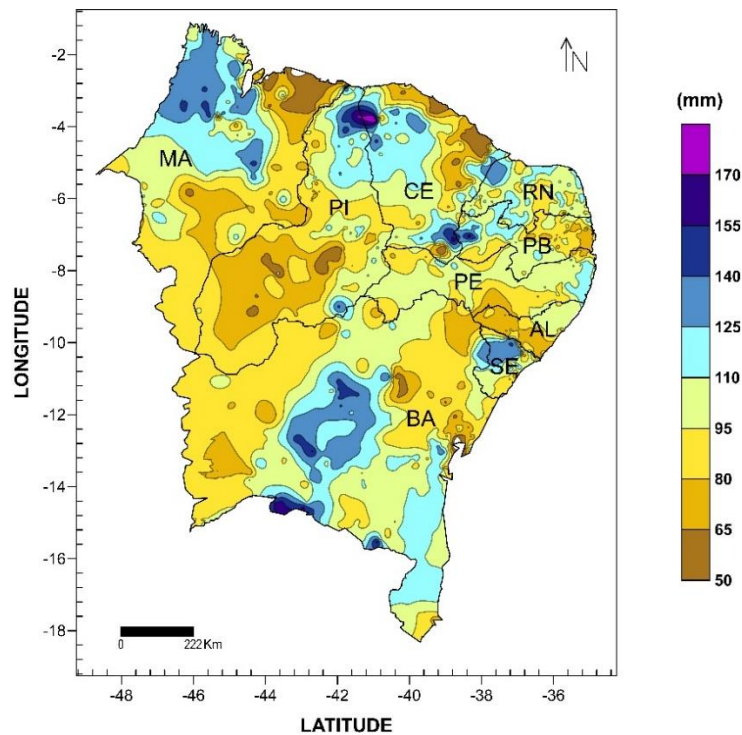 N
(mm)
-2
-4
-6
-8
-10
-12
-14
-16
-18
LONGITUDE
MA
PI
CE
RN
PB
PE
AL
SE
BA
170
155
140
125
110
95
80
65
50
0 222 Km
-48 -46 -44 -42 -40 -38 -36
LATITUDE